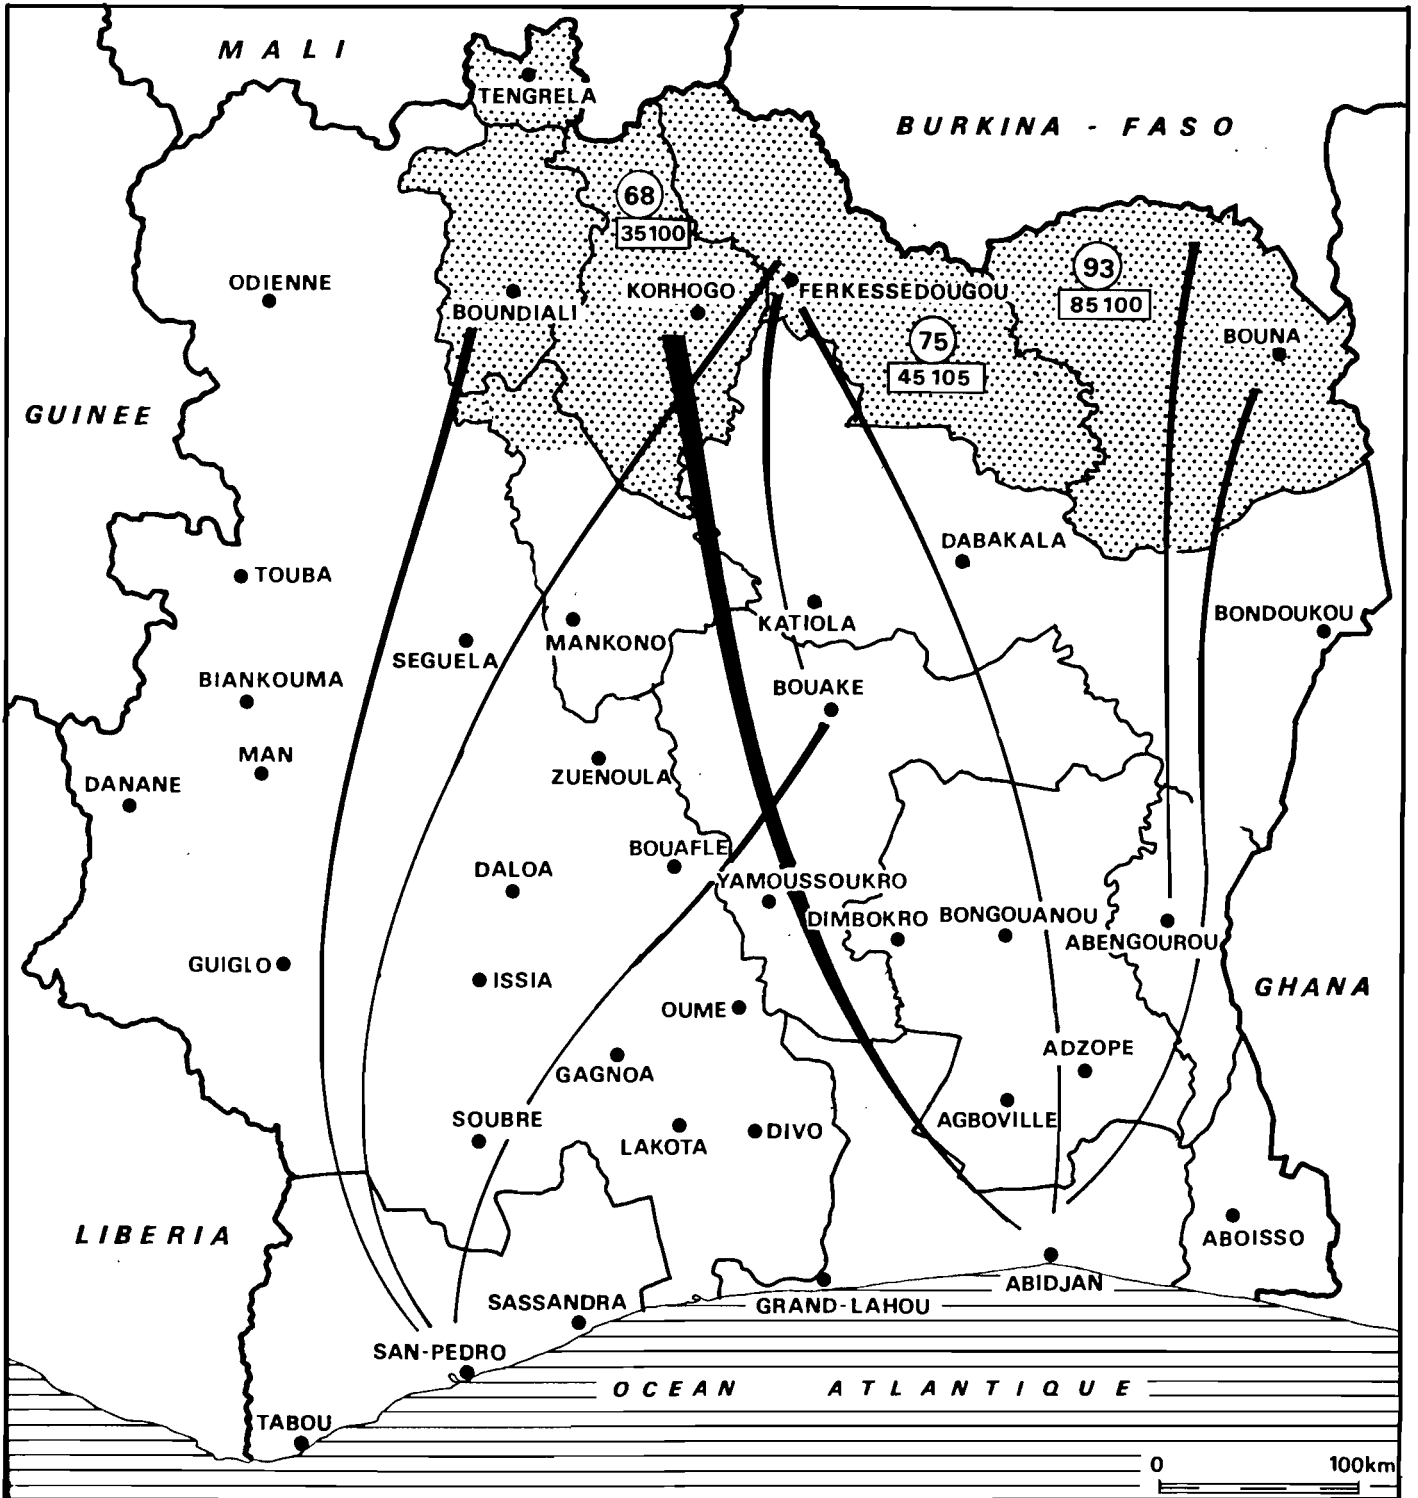 MALI
TENGRELA
BURKINA - FASO
68
35100
93
85100
ODIENNE
BOUNDIALI
KORHOGO
FERKESSEDOUGOU
75
45105
BOUNA
GUINEE
DABAKALA
TOUBA
KATIOLA
BONDOUKOU
MANKONO
SEGUELA
BIANKOUMA
BOUAKE
MAN
DANANE
ZUENOULA
BOUAFLE
DALOA
YAMOUSSOUKRO
DIMBOKRO
BONGOUANOU
ABENGOUROU
GUIGLO
ISSIA
GHANA
OUME
ADZOPE
GAGNOA
SOUBRE
AGBOVILLE
LAKOTA
DIVO
LIBERIA
ABOISSO
ABIDJAN
SASSANDRA
GRAND-LAHOU
SAN-PEDRO
OCEAN ATLANTIQUE
TABOU
0 100km